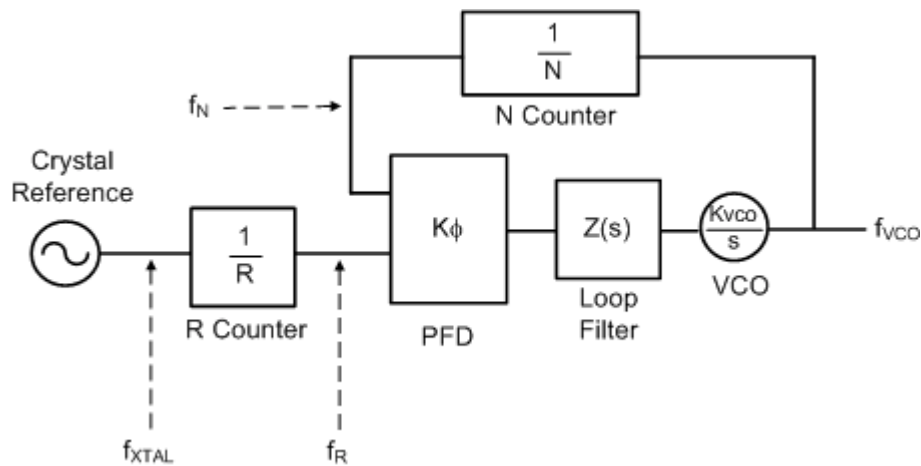 1
N
N Counter
f_N
Crystal
Reference
1
R
R Counter
Kϕ
PFD
Z(s)
Loop
Filter
Kvco
s
VCO
f_VCO
f_XTAL
f_R